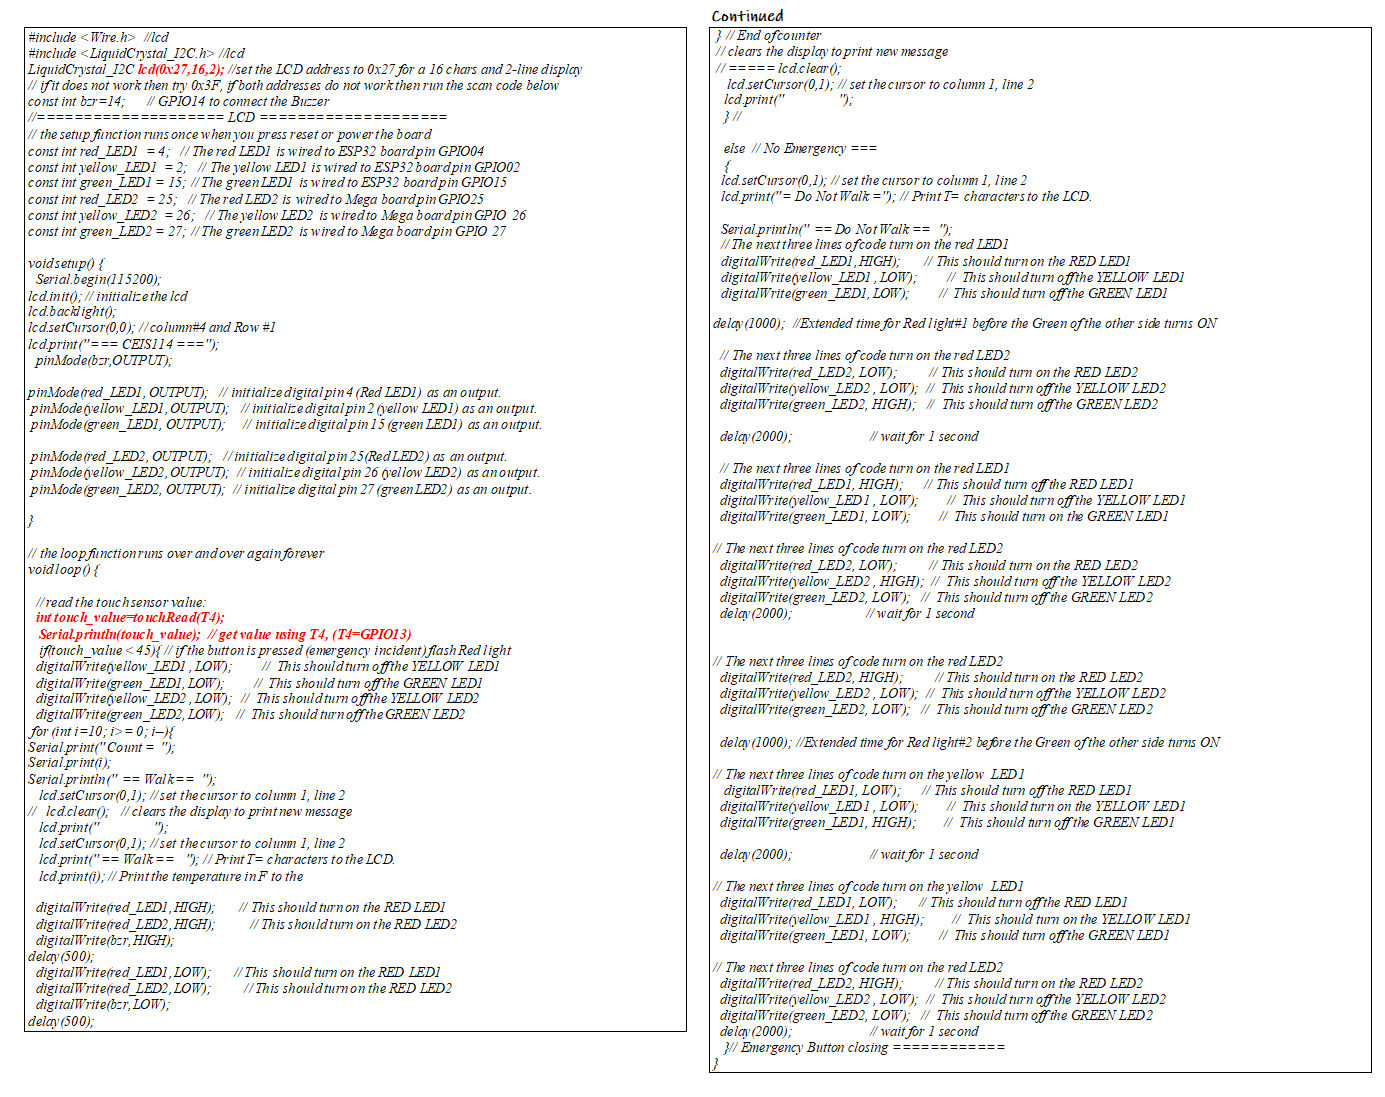 #include <Wire.h>  //lcd
#include <LiquidCrystal_I2C.h> //lcd
LiquidCrystal_I2C lcd(0x27,16,2); //set the LCD address to 0x27 for a 16 chars and 2-line display
// if it does not work then try 0x3F, if both addresses do not work then run the scan code below
const int bzr=14;      // GPIO14 to connect the Buzzer
//==================== LCD ====================
// the setup function runs once when you press reset or power the board
const int red_LED1  = 4;   // The red LED1 is wired to ESP32 board pin GPIO04
const int yellow_LED1  = 2;   // The yellow LED1 is wired to ESP32 board pin GPIO02
const int green_LED1 = 15; // The green LED1 is wired to ESP32 board pin GPIO15
const int red_LED2  = 25;   // The red LED2 is wired to Mega board pin GPIO25
const int yellow_LED2  = 26;   // The yellow LED2 is wired to Mega board pin GPIO 26
const int green_LED2 = 27; // The green LED2 is wired to Mega board pin GPIO 27
void setup() {
Serial.begin(115200);
lcd.init(); // initialize the lcd
lcd.backlight();
lcd.setCursor(0,0); // column#4 and Row #1
lcd.print("=== CEIS114 ===");
pinMode(bzr,OUTPUT);
pinMode(red_LED1, OUTPUT);   // initialize digital pin 4 (Red LED1) as an output.
pinMode(yellow_LED1, OUTPUT);   // initialize digital pin 2 (yellow LED1) as an output.
pinMode(green_LED1, OUTPUT);     // initialize digital pin 15 (green LED1) as an output.
pinMode(red_LED2, OUTPUT);   // initialize digital pin 25(Red LED2) as an output.
pinMode(yellow_LED2,OUTPUT);  // initialize digital pin 26 (yellow LED2) as an output.
pinMode(green_LED2, OUTPUT);  // initialize digital pin 27 (green LED2) as an output.
}
// the loop function runs over and over again forever
void loop() {
//read the touch sensor value:
int touch_value=touchRead(T4);
Serial.println(touch_value);  // get value using T4, (T4=GPIO13)
if(touch_value < 45){ // if the button is pressed (emergency incident) flash Red light
digitalWrite(yellow_LED1 , LOW);        //  This should turn off the YELLOW LED1
digitalWrite(green_LED1, LOW);        //  This should turn off the GREEN LED1
digitalWrite(yellow_LED2 , LOW);  //  This should turn off the YELLOW LED2
digitalWrite(green_LED2, LOW);   //  This should turn off the GREEN LED2
for (int i=10; i>= 0; i--){
Serial.print("Count =  ");
Serial.print(i);
Serial.println("  == Walk ==  ");
lcd.setCursor(0,1); // set the cursor to column 1, line 2
//   lcd.clear();   // clears the display to print new message
lcd.print("                ");
lcd.setCursor(0,1); // set the cursor to column 1, line 2
lcd.print("== Walk ==   "); // Print T= characters to the LCD.
lcd.print(i); // Print the temperature in F to the
digitalWrite(red_LED1,HIGH);      // This should turn on the RED LED1
digitalWrite(red_LED2,HIGH);         // This should turn on the RED LED2
digitalWrite(bzr,HIGH);
delay(500);
digitalWrite(red_LED1,LOW);      // This should turn on the RED LED1
digitalWrite(red_LED2,LOW);         // This should turn on the RED LED2
digitalWrite(bzr,LOW);
delay(500);
Continued
} // End of counter
// clears the display to print new message
// ===== lcd.clear();
lcd.setCursor(0,1); // set the cursor to column 1, line 2
lcd.print("                ");
} //
else  // No Emergency ===
{
lcd.setCursor(0,1); // set the cursor to column 1, line 2
lcd.print("= Do Not Walk ="); // Print T= characters to the LCD.
Serial.println("  == Do Not Walk ==  ");
// The next three lines of code turn on the red LED1
digitalWrite(red_LED1, HIGH);      // This should turn on the RED LED1
digitalWrite(yellow_LED1 , LOW);        //  This should turn off the YELLOW LED1
digitalWrite(green_LED1, LOW);        //  This should turn off the GREEN LED1
delay(1000);  //Extended time for Red light#1 before the Green of the other side turns ON
// The next three lines of code turn on the red LED2
digitalWrite(red_LED2, LOW);        // This should turn on the RED LED2
digitalWrite(yellow_LED2 , LOW);  // This should turn off the YELLOW LED2
digitalWrite(green_LED2, HIGH);   //  This should turn off the GREEN LED2
delay(2000);                    // wait for 1 second
// The next three lines of code turn on the red LED1
digitalWrite(red_LED1, HIGH);      // This should turn off the RED LED1
digitalWrite(yellow_LED1 , LOW);        //  This should turn off the YELLOW LED1
digitalWrite(green_LED1, LOW);        //  This should turn on the GREEN LED1
// The next three lines of code turn on the red LED2
digitalWrite(red_LED2, LOW);        // This should turn on the RED LED2
digitalWrite(yellow_LED2 , HIGH);  //  This should turn off the YELLOW LED2
digitalWrite(green_LED2, LOW);   //  This should turn off the GREEN LED2
delay(2000);                   // wait for 1 second
// The next three lines of code turn on the red LED2
digitalWrite(red_LED2, HIGH);        // This should turn on the RED LED2
digitalWrite(yellow_LED2 , LOW);  //  This should turn off the YELLOW LED2
digitalWrite(green_LED2, LOW);   //  This should turn off the GREEN LED2
delay(1000); //Extended time for Red light#2 before the Green of the other side turns ON
// The next three lines of code turn on the yellow  LED1
digitalWrite(red_LED1, LOW);      // This should turn off the RED LED1
digitalWrite(yellow_LED1 , LOW);        //  This should turn on the YELLOW LED1
digitalWrite(green_LED1, HIGH);        //  This should turn off the GREEN LED1
delay(2000);                    // wait for 1 second
// The next three lines of code turn on the yellow  LED1
digitalWrite(red_LED1, LOW);      // This should turn off the RED LED1
digitalWrite(yellow_LED1 , HIGH);        //  This should turn on the YELLOW LED1
digitalWrite(green_LED1, LOW);        //  This should turn off the GREEN LED1
// The next three lines of code turn on the red LED2
digitalWrite(red_LED2, HIGH);        // This should turn on the RED LED2
digitalWrite(yellow_LED2 , LOW);  //  This should turn off the YELLOW LED2
digitalWrite(green_LED2, LOW);   //  This should turn off the GREEN LED2
delay(2000);                    // wait for 1 second
}// Emergency Button closing ============
}